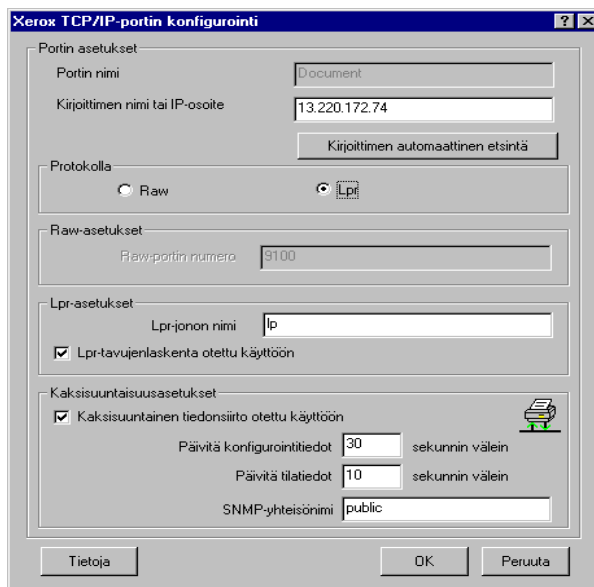 Xerox TCP/IP-portin konfigurointi
Portin asetukset
Portin nimi Document
Kirjoittimen nimi tai IP-osoite 13.220.172.74
Kirjoittimen automaattinen etsintä
Protokolla
Raw Lpr
Raw-asetukset
Raw-portin numero 9100
Lpr-asetukset
Lpr-jonon nimi lp
Lpr-tavujenlaskenta otettu käyttöön
Kaksisuuntaisuusasetukset
Kaksisuuntainen tiedonsiirto otettu käyttöön
Päivitä konfigurointitiedot 30 sekunnin välein
Päivitä tilatiedot 10 sekunnin välein
SNMP-yhteisönimi public
Tietoja OK Peruuta